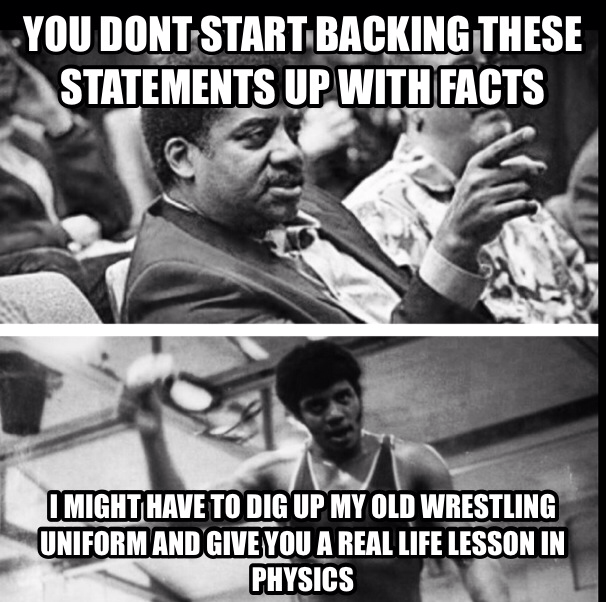 YOU DONT START BACKING THESE
STATEMENTS UP WITH FACTS
I MIGHT HAVE TO DIG UP MY OLD WRESTLING
UNIFORM AND GIVE YOU A REAL LIFE LESSON IN
PHYSICS